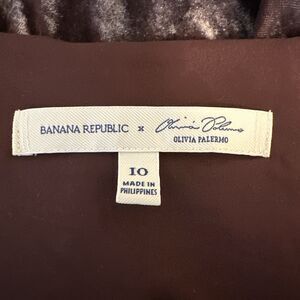 BANANA REPUBLIC x Olivia Palermo
OLIVIA PALERMO
10
MADE IN
PHILIPPINES